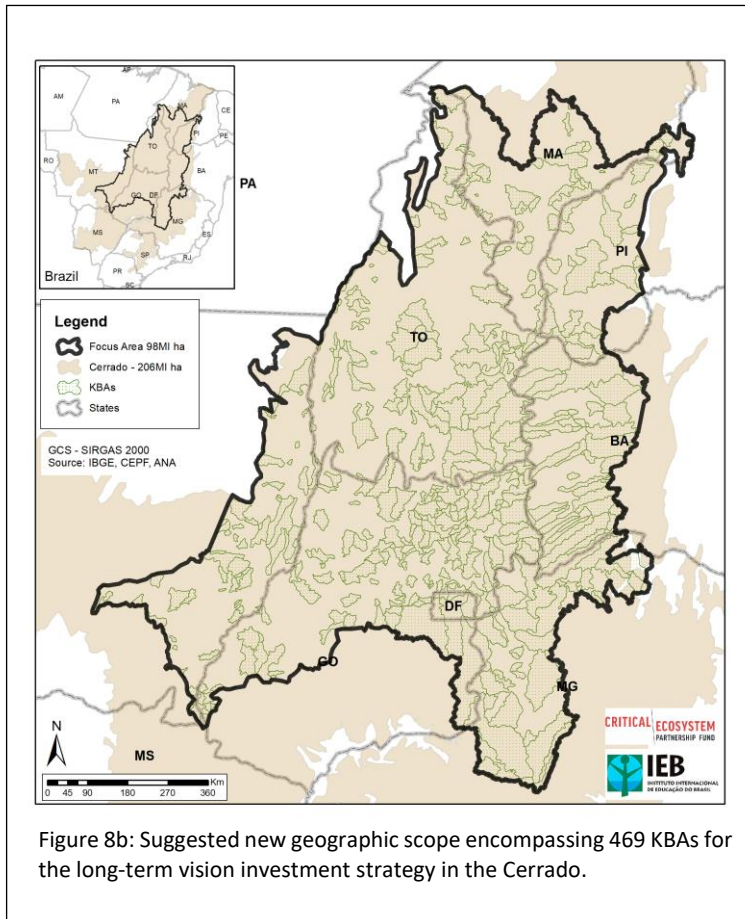 AP
AM
PA
MA
CE
PI
PE
TO
RO
MT
BA
GO
DF
MG
MS
ES
SP
RJ
PR
SC
Brazil
PA
MA
PI
TO
BA
DF
GO
MG
MS
Legend
Focus Area 98MI ha
Cerrado - 206MI ha
KBAs
States
GCS - SIRGAS 2000
Source: IBGE, CEPF, ANA
N
Km
0 45 90 180 270 360
CRITICAL ECOSYSTEM
PARTNERSHIP FUND
IEB
INSTITUTO INTERNACIONAL
DE EDUCAÇÃO DO BRASIL
Figure 8b: Suggested new geographic scope encompassing 469 KBAs for
the long-term vision investment strategy in the Cerrado.